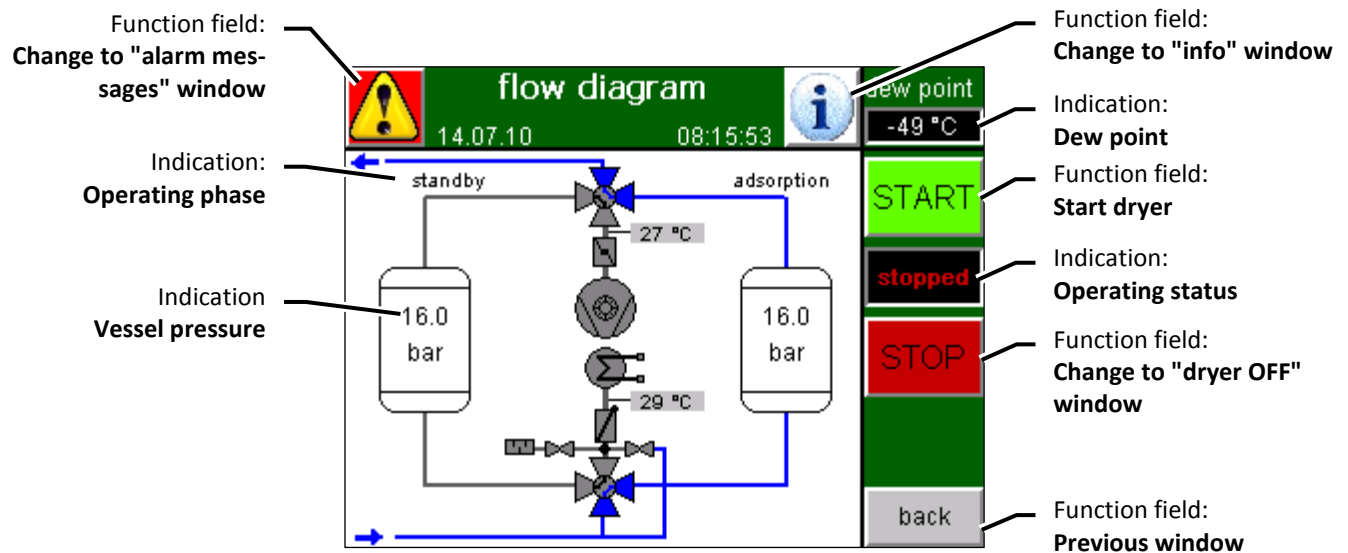 Function field:
Change to "alarm mes-
sages" window
Indication:
Operating phase
Indication
Vessel pressure
flow diagram
14.07.10 08:15:53
dew point
-49 °C
standby
adsorption
27 °C
16.0
bar
16.0
bar
29 °C
START
stopped
STOP
back
Function field:
Change to "info" window
Indication:
Dew point
Function field:
Start dryer
Indication:
Operating status
Function field:
Change to "dryer OFF"
window
Function field:
Previous window